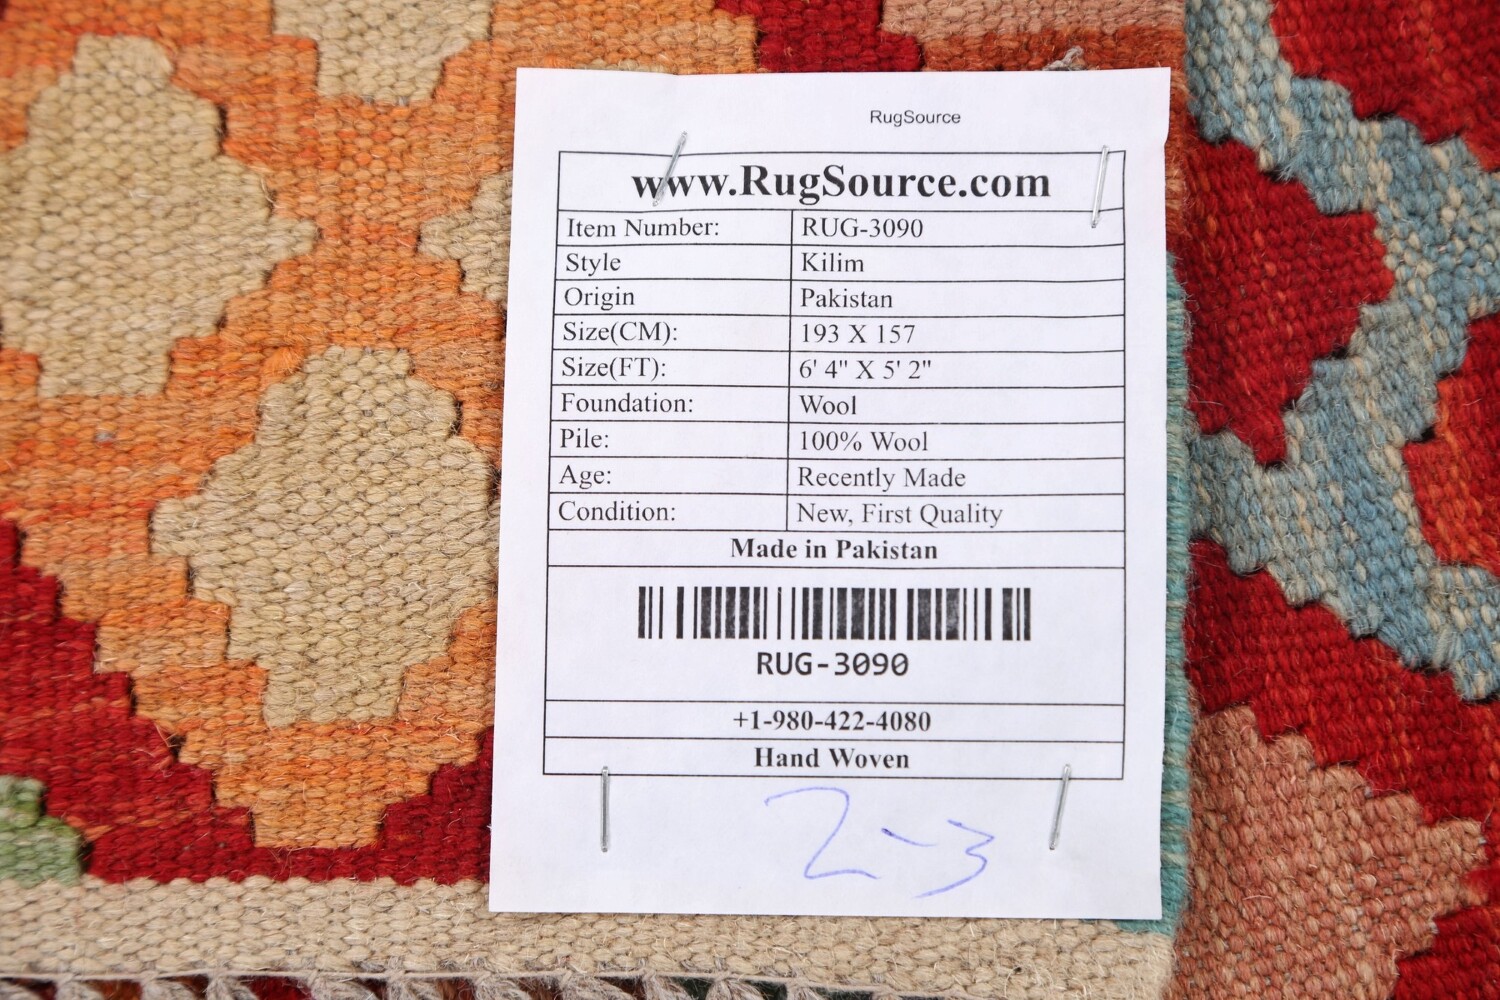 RugSource
www.RugSource.com
Item Number: RUG-3090
Style Kilim
Origin Pakistan
Size(CM): 193 X 157
Size(FT): 6' 4" X 5' 2"
Foundation: Wool
Pile: 100% Wool
Age: Recently Made
Condition: New, First Quality
Made in Pakistan
RUG-3090
+1-980-422-4080
Hand Woven
2-3